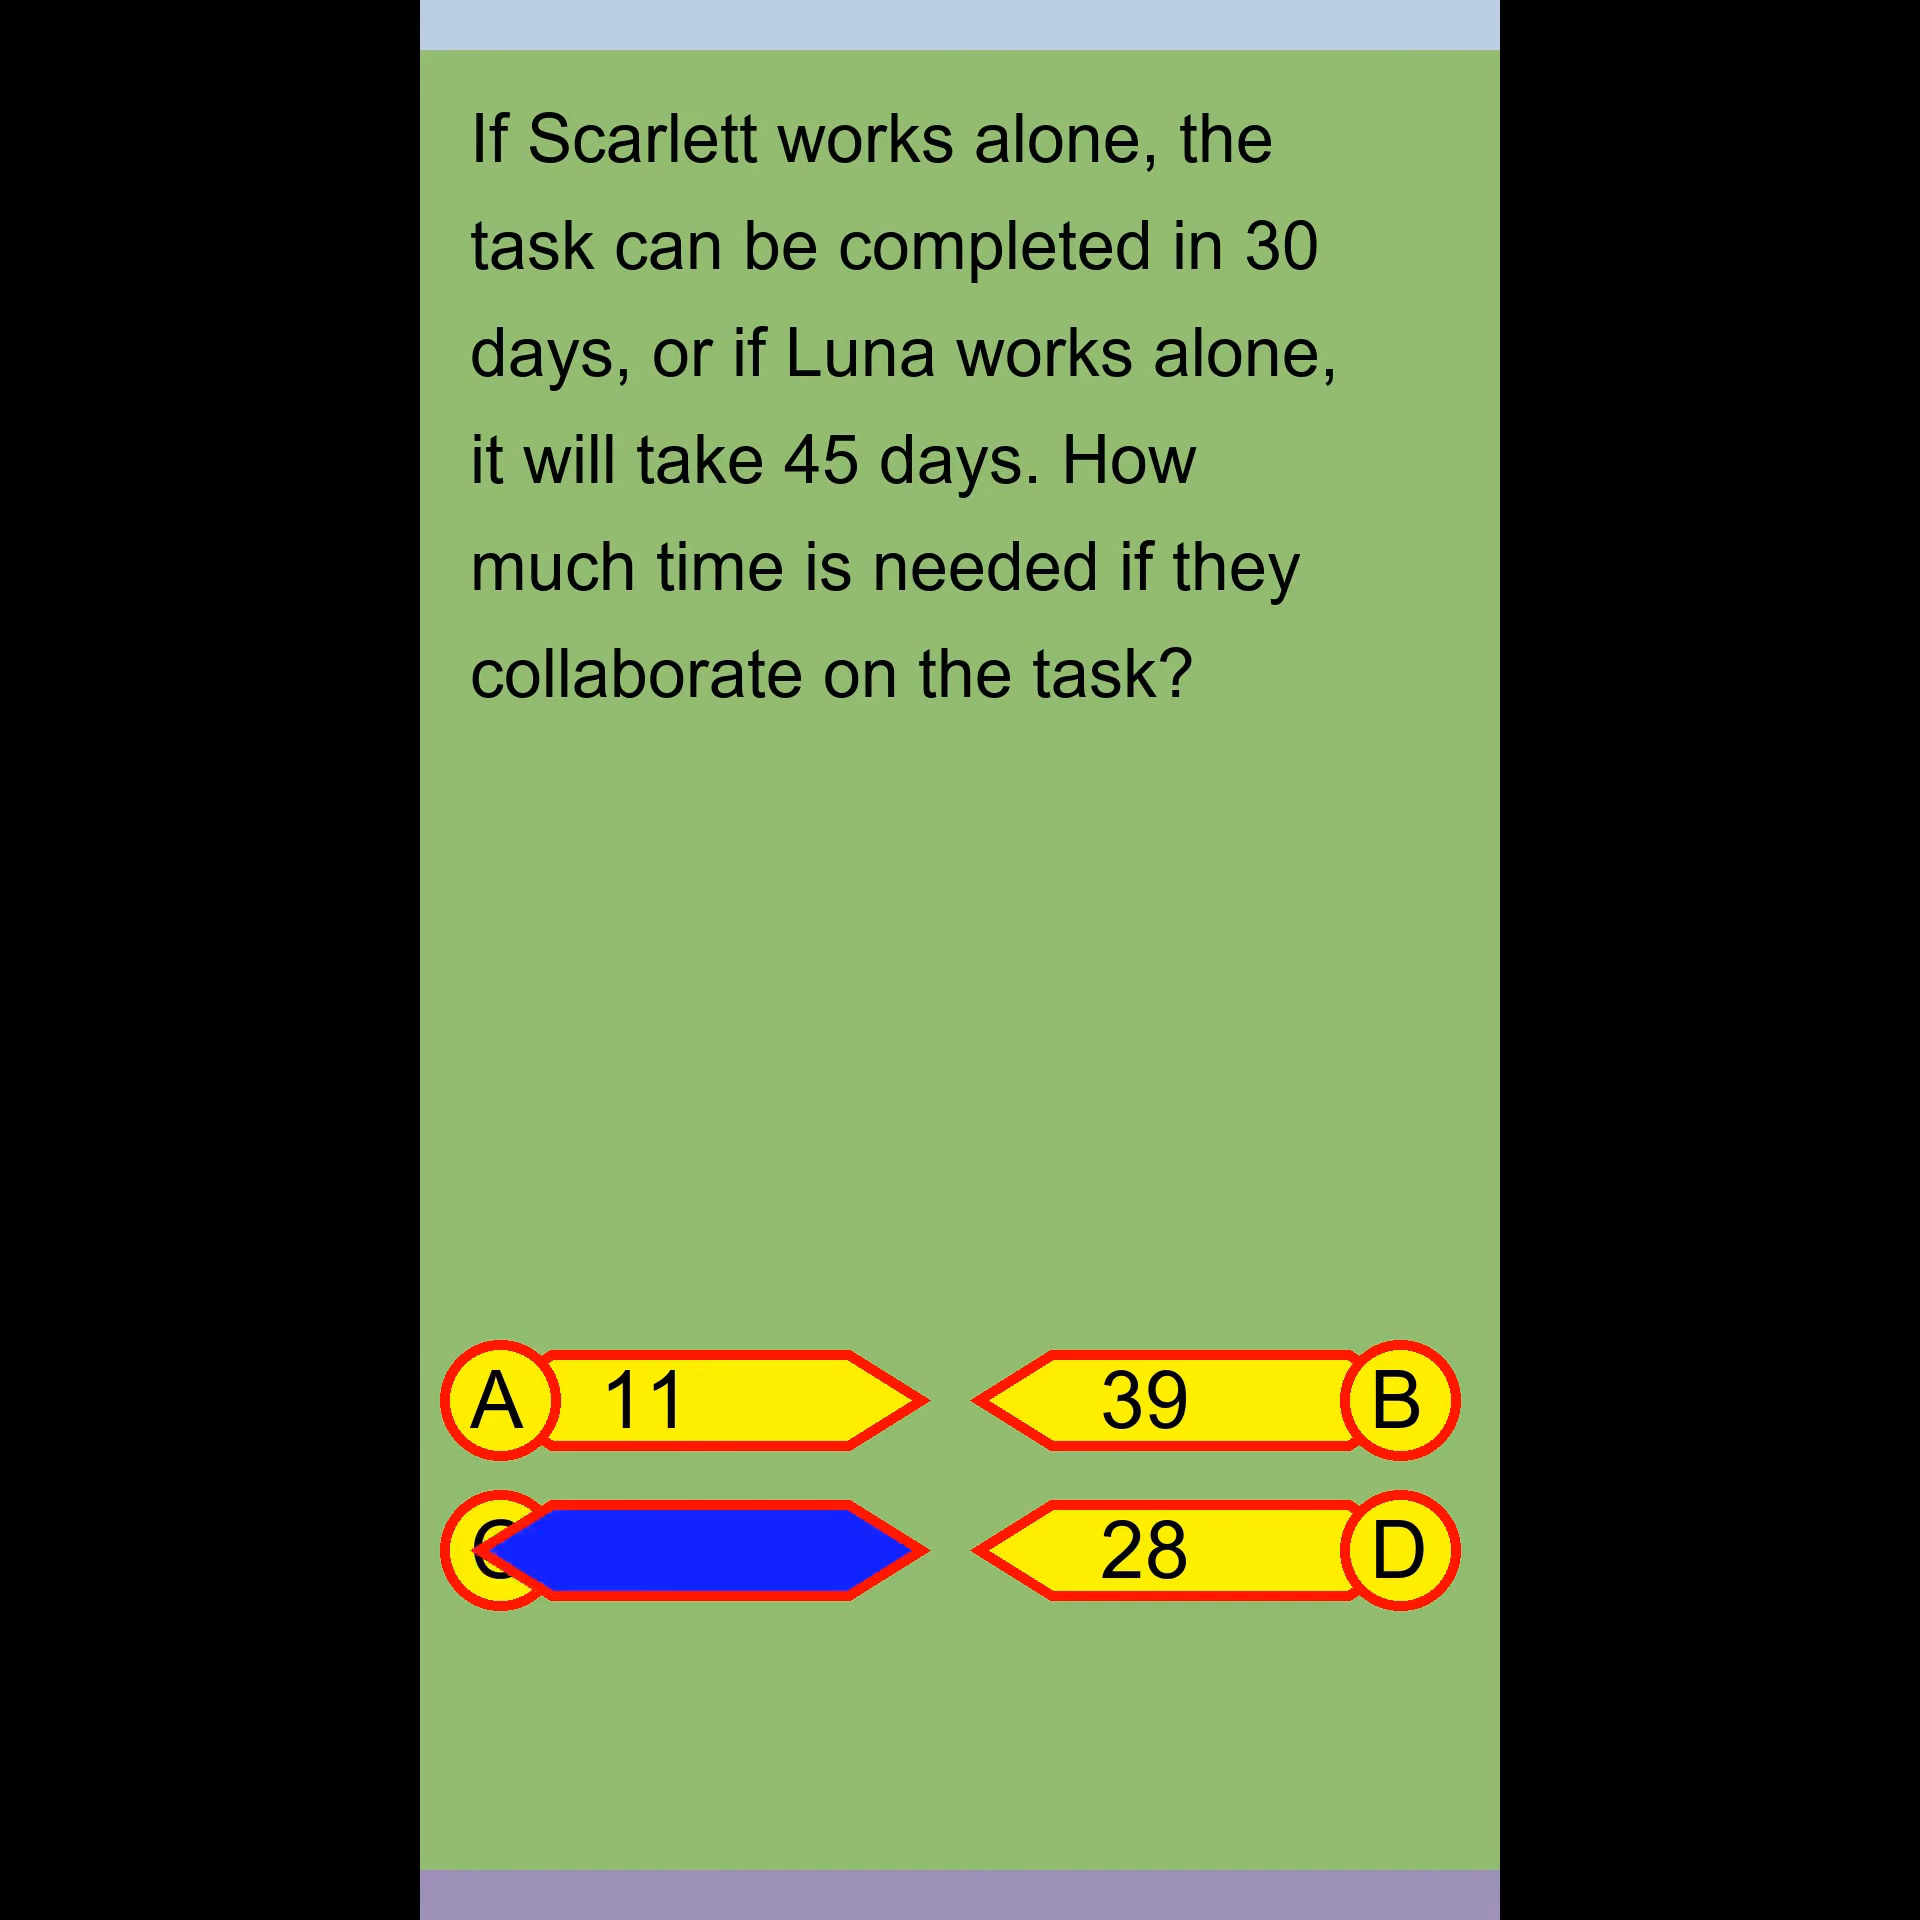 If Scarlett works alone, the
task can be completed in 30
days, or if Luna works alone,
it will take 45 days. How
much time is needed if they
collaborate on the task?
A 11
39 B
C
28 D